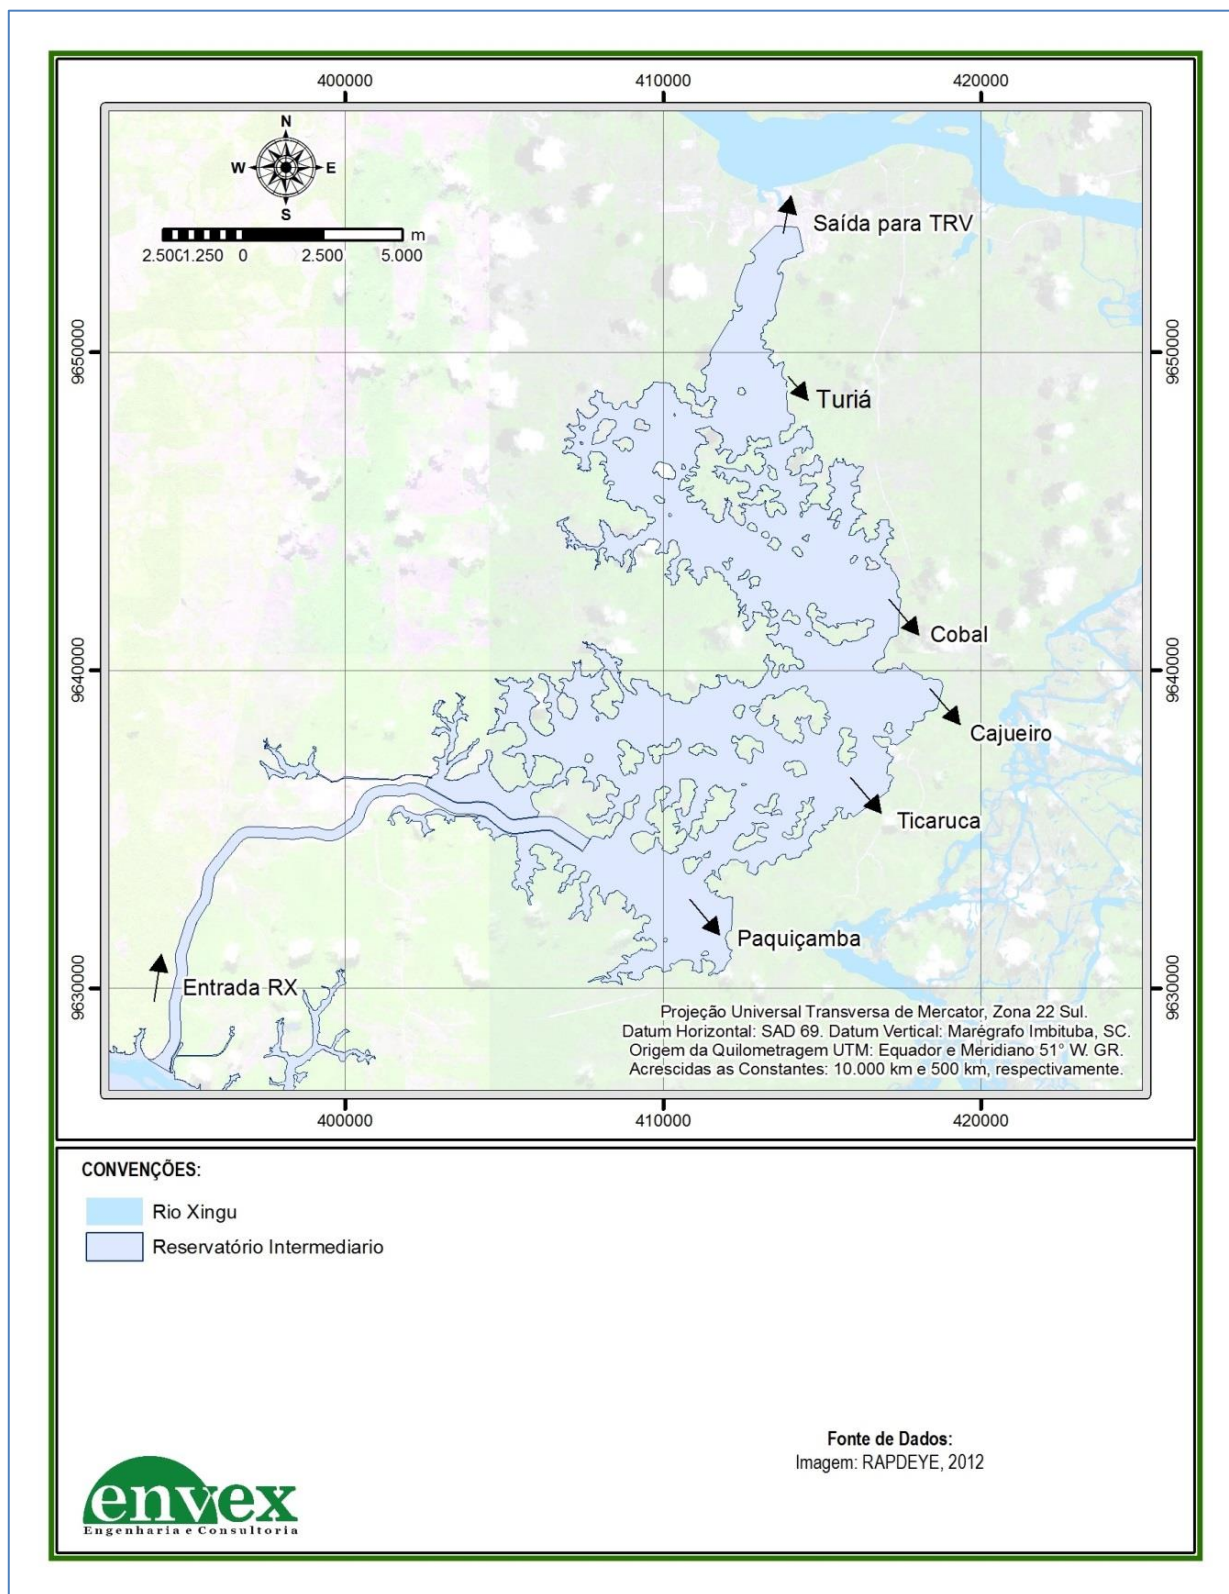 400000
410000
420000
N
W
E
S
m
2.500
1.250
0
2.500
5.000
Saída para TRV
9650000
9650000
Turiá
Cobal
9640000
9640000
Cajueiro
Ticaruca
Paquiçamba
Entrada RX
9630000
9630000
Projeção Universal Transversa de Mercator, Zona 22 Sul.
Datum Horizontal: SAD 69. Datum Vertical: Marégrafo Imbituba, SC.
Origem da Quilometragem UTM: Equador e Meridiano 51° W. GR.
Acrescidas as Constantes: 10.000 km e 500 km, respectivamente.
400000
410000
420000
CONVENÇÕES:
Rio Xingu
Reservatório Intermediario
Fonte de Dados:
Imagem: RAPDEYE, 2012
envex
Engenharia e Consultoria